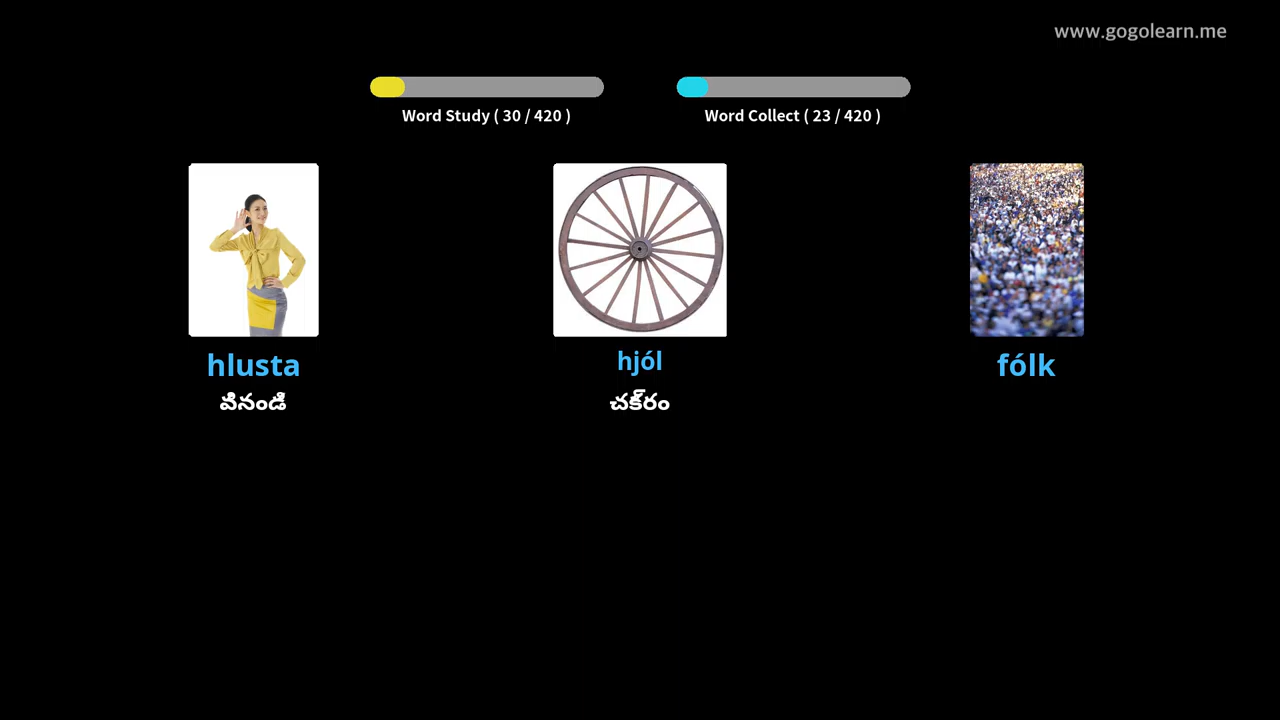 www.gogolearn.me
Word Study ( 30 / 420 )
Word Collect ( 23 / 420 )
hlusta
hjól
fólk
వినండి
చక్రం